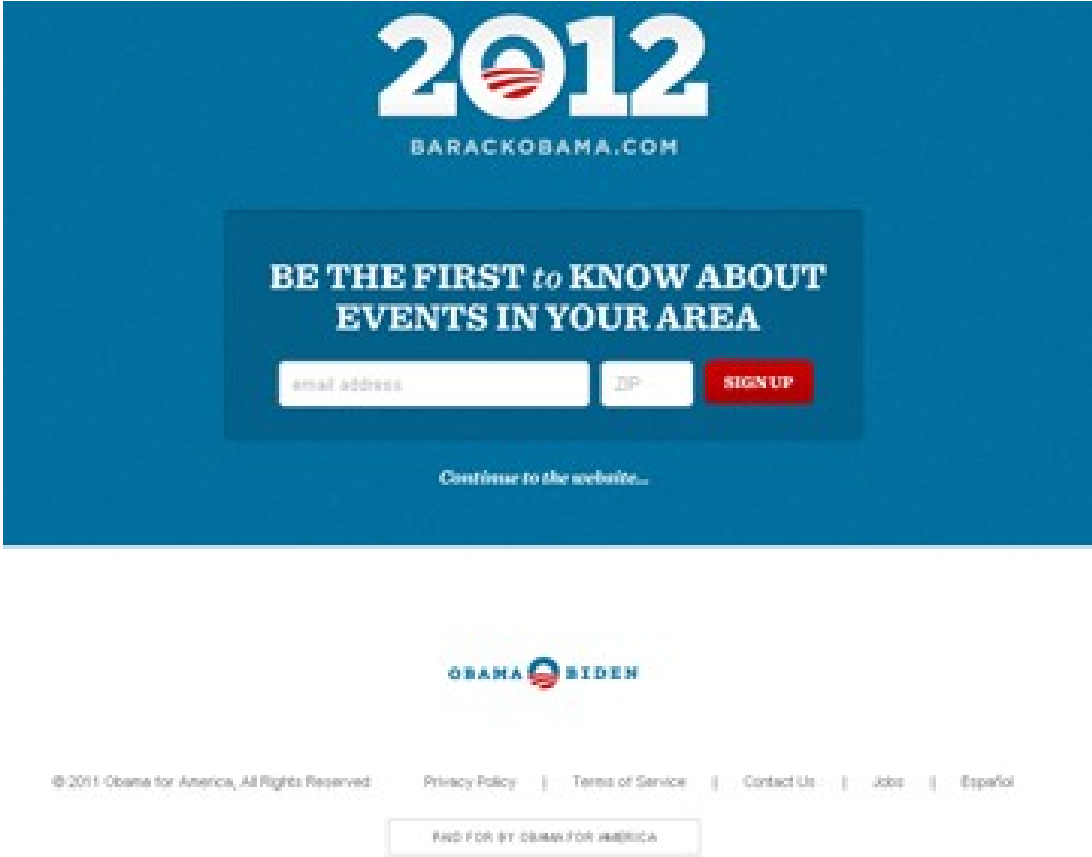 2012
BARACKOBAMA.COM
BE THE FIRST to KNOW ABOUT
EVENTS IN YOUR AREA
email address ZIP SIGN UP
Continue to the website...
OBAMA BIDEN
© 2011 Obama for America, All Rights Reserved Privacy Policy | Terms of Service | Contact Us | Jobs | Español
PAID FOR BY OBAMA FOR AMERICA